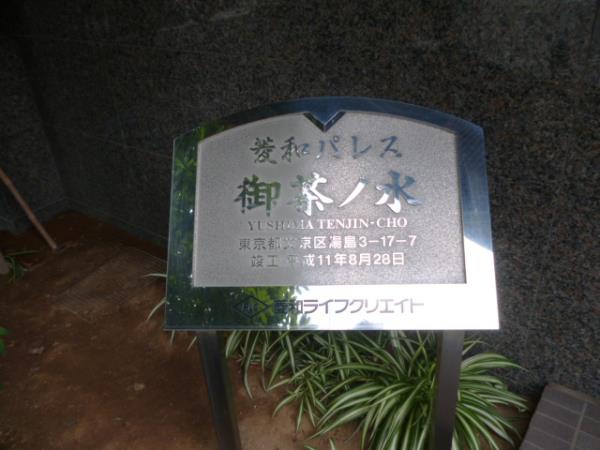 菱和パレス
御茶ノ水
YUSHIMA TENJIN-CHO
東京都文京区湯島3-17-7
竣工 平成11年8月28日
菱和ライフクリエイト